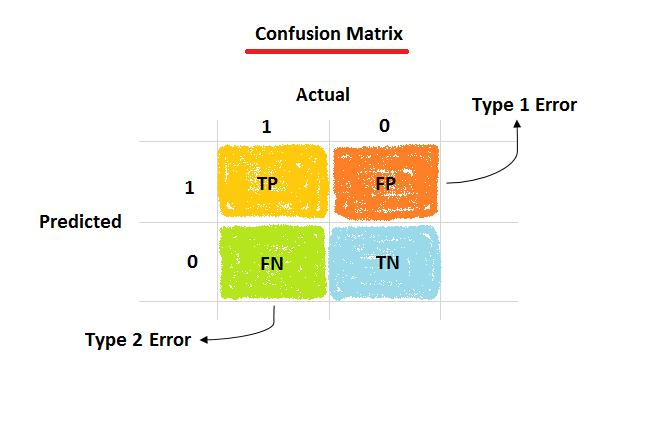 Confusion Matrix
Actual
Type 1 Error
1 0
1 TP FP
Predicted
0 FN TN
Type 2 Error